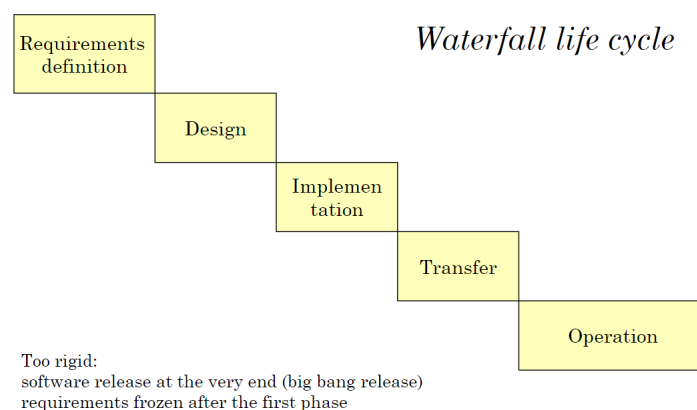 Waterfall life cycle
Requirements
definition
Design
Implemen
tation
Transfer
Operation
Too rigid:
software release at the very end (big bang release)
requirements frozen after the first phase